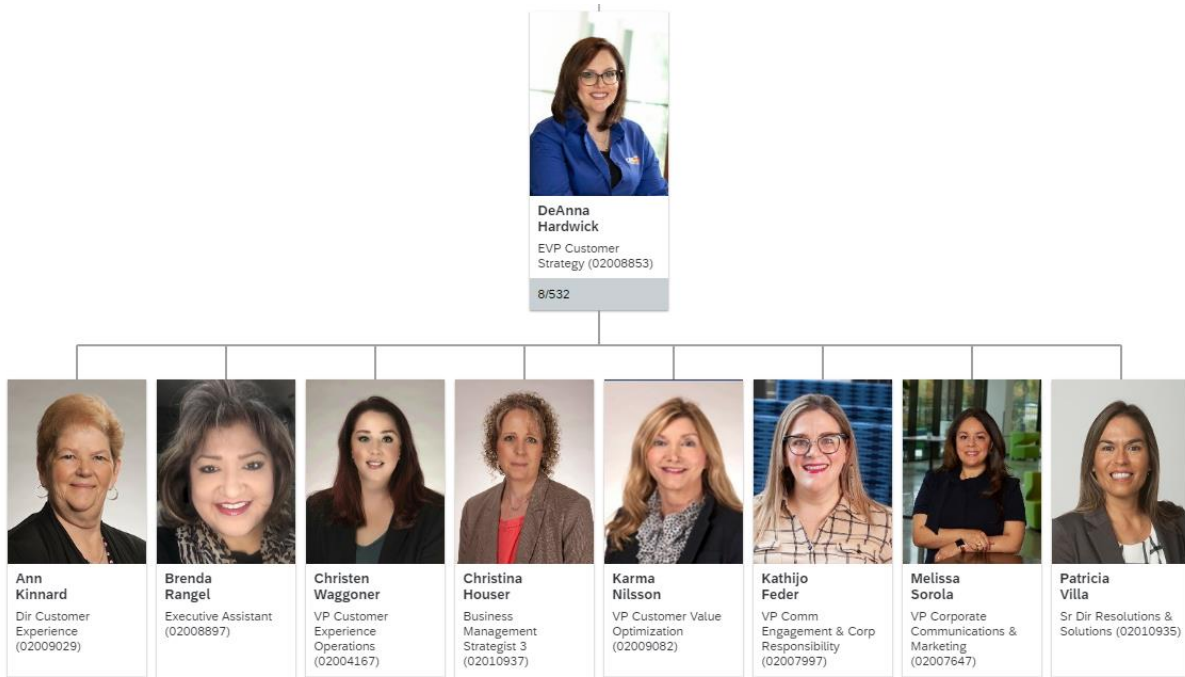 DeAnna
Hardwick
EVP Customer
Strategy (02008853)
8/532
Ann
Kinnard
Dir Customer
Experience
(02009029)
Brenda
Rangel
Executive Assistant
(02008897)
Christen
Waggoner
VP Customer
Experience
Operations
(02004167)
Christina
Houser
Business
Management
Strategist 3
(02010937)
Karma
Nilsson
VP Customer Value
Optimization
(02009082)
Kathijo
Feder
VP Comm
Engagement & Corp
Responsibility
(02007997)
Melissa
Sorola
VP Corporate
Communications &
Marketing
(02007647)
Patricia
Villa
Sr Dir Resolutions &
Solutions (02010935)